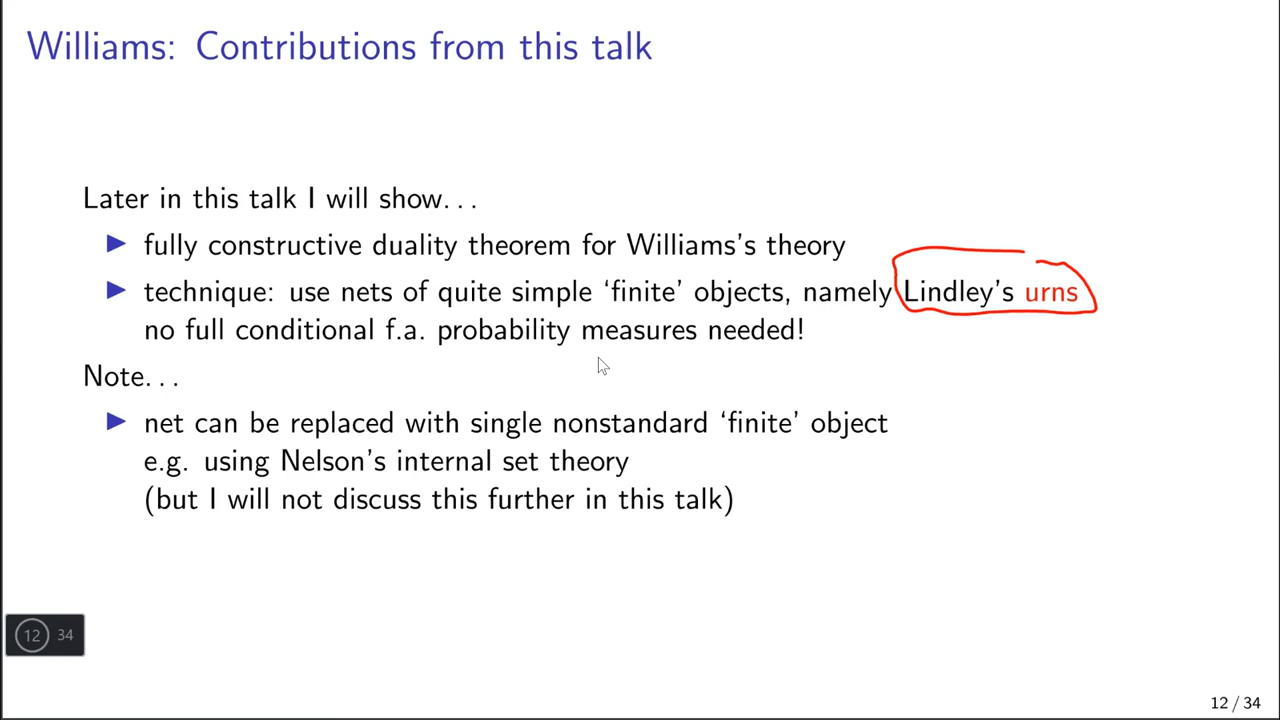 Williams: Contributions from this talk
Later in this talk I will show. . .
▶ fully constructive duality theorem for Williams's theory
▶ technique: use nets of quite simple ‘finite’ objects, namely Lindley's urns
no full conditional f.a. probability measures needed!
Note. . .
▶ net can be replaced with single nonstandard ‘finite’ object
e.g. using Nelson's internal set theory
(but I will not discuss this further in this talk)
12 34
12 / 34